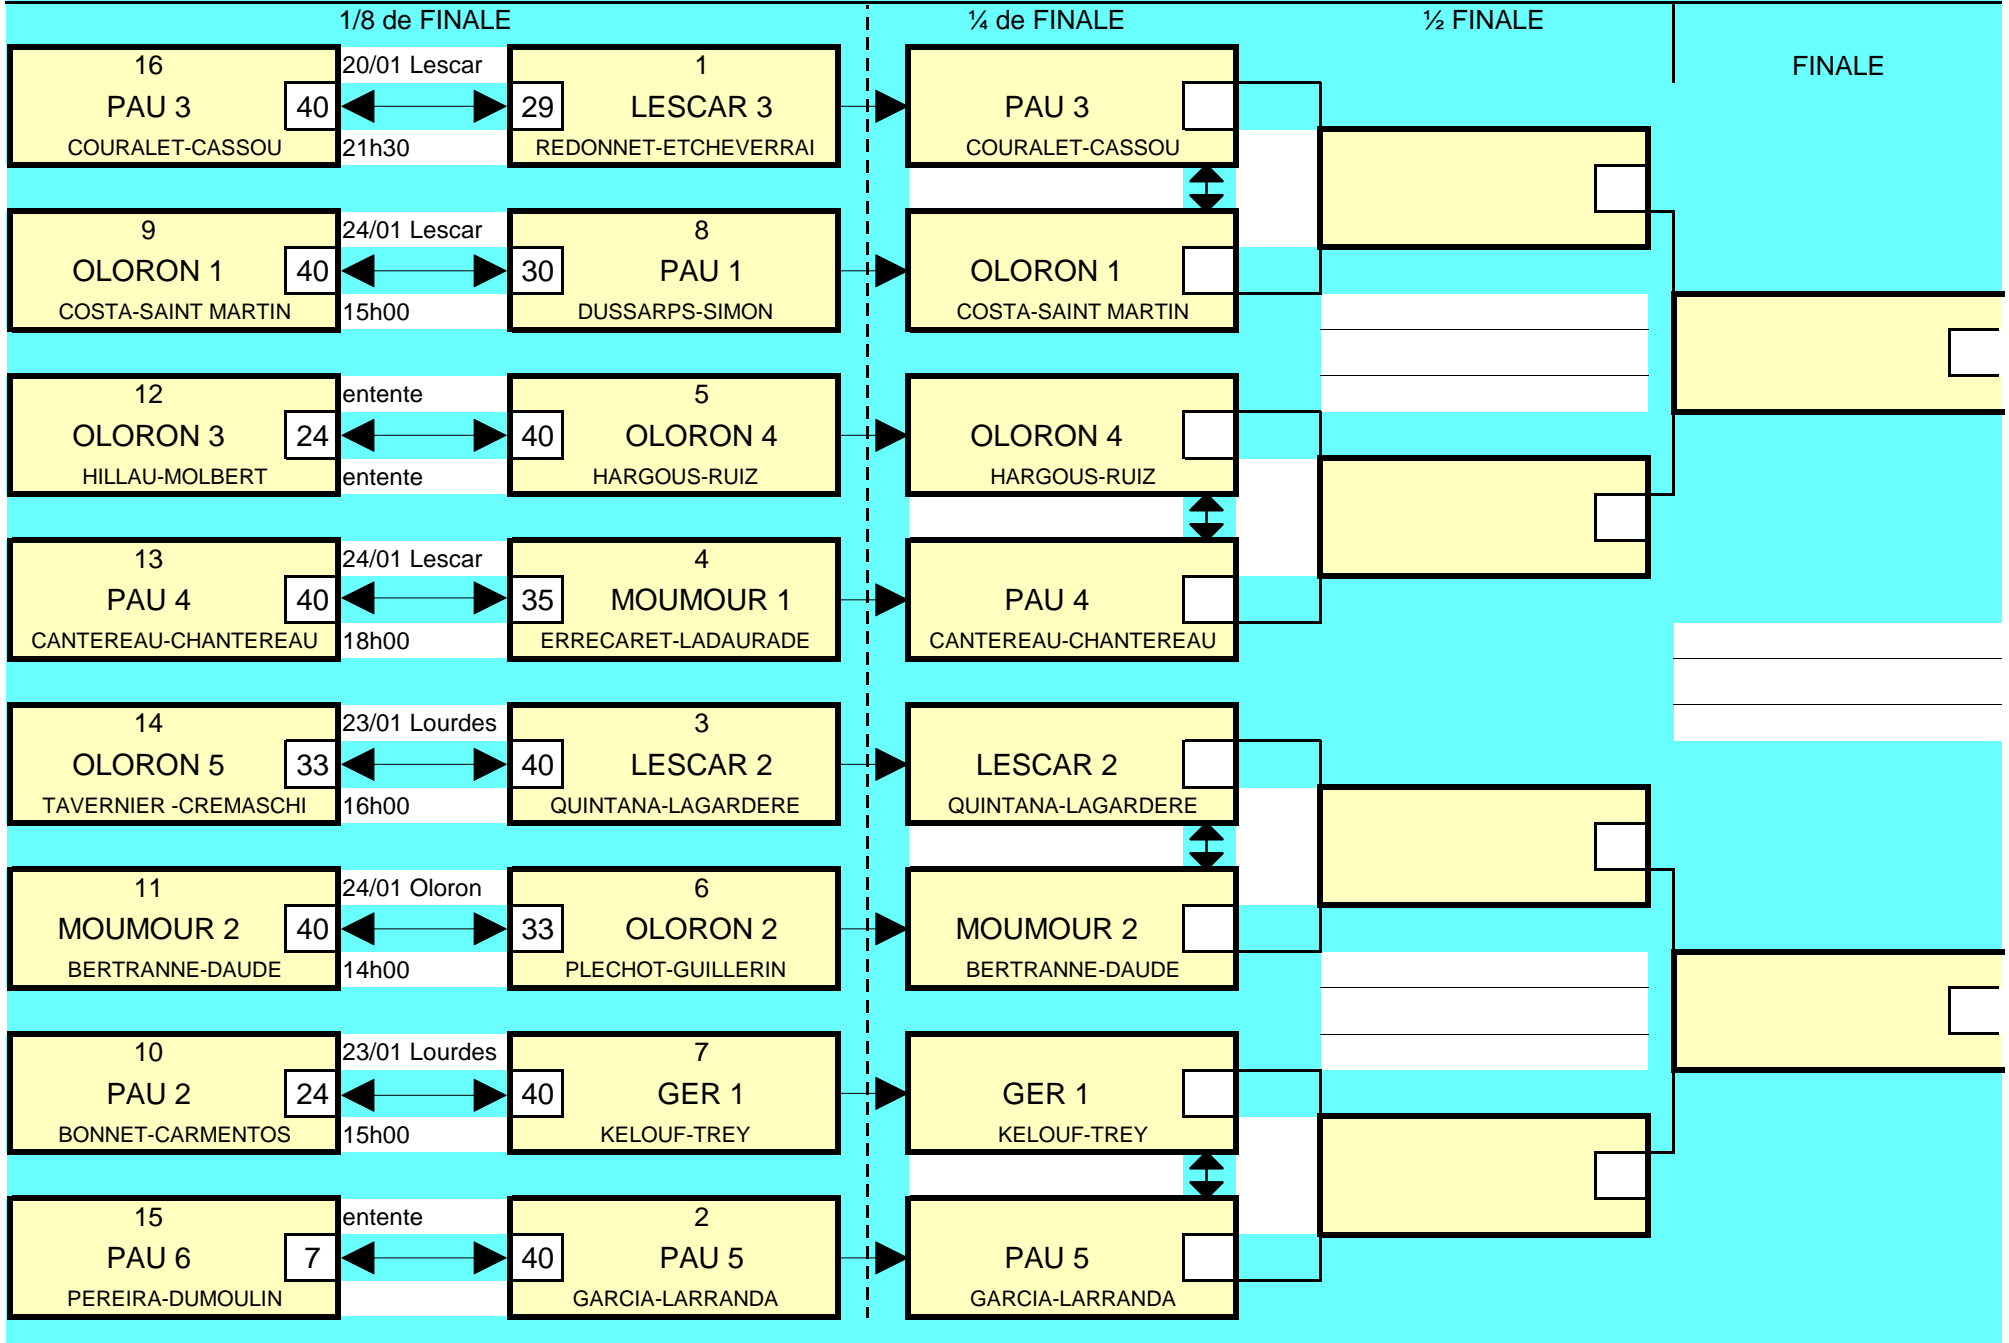 1/8 de FINALE
¼ de FINALE
½ FINALE
FINALE
16
PAU 3
40
COURALET-CASSOU
20/01 Lescar
21h30
1
29
LESCAR 3
REDONNET-ETCHEVERRAI
PAU 3
COURALET-CASSOU
9
OLORON 1
40
COSTA-SAINT MARTIN
24/01 Lescar
15h00
8
30
PAU 1
DUSSARPS-SIMON
OLORON 1
COSTA-SAINT MARTIN
12
OLORON 3
24
HILLAU-MOLBERT
entente
entente
5
40
OLORON 4
HARGOUS-RUIZ
OLORON 4
HARGOUS-RUIZ
13
PAU 4
40
CANTEREAU-CHANTEREAU
24/01 Lescar
18h00
4
35
MOUMOUR 1
ERRECARET-LADAURADE
PAU 4
CANTEREAU-CHANTEREAU
14
OLORON 5
33
TAVERNIER -CREMASCHI
23/01 Lourdes
16h00
3
40
LESCAR 2
QUINTANA-LAGARDERE
LESCAR 2
QUINTANA-LAGARDERE
11
MOUMOUR 2
40
BERTRANNE-DAUDE
24/01 Oloron
14h00
6
33
OLORON 2
PLECHOT-GUILLERIN
MOUMOUR 2
BERTRANNE-DAUDE
10
PAU 2
24
BONNET-CARMENTOS
23/01 Lourdes
15h00
7
40
GER 1
KELOUF-TREY
GER 1
KELOUF-TREY
15
PAU 6
7
PEREIRA-DUMOULIN
entente
2
40
PAU 5
GARCIA-LARRANDA
PAU 5
GARCIA-LARRANDA